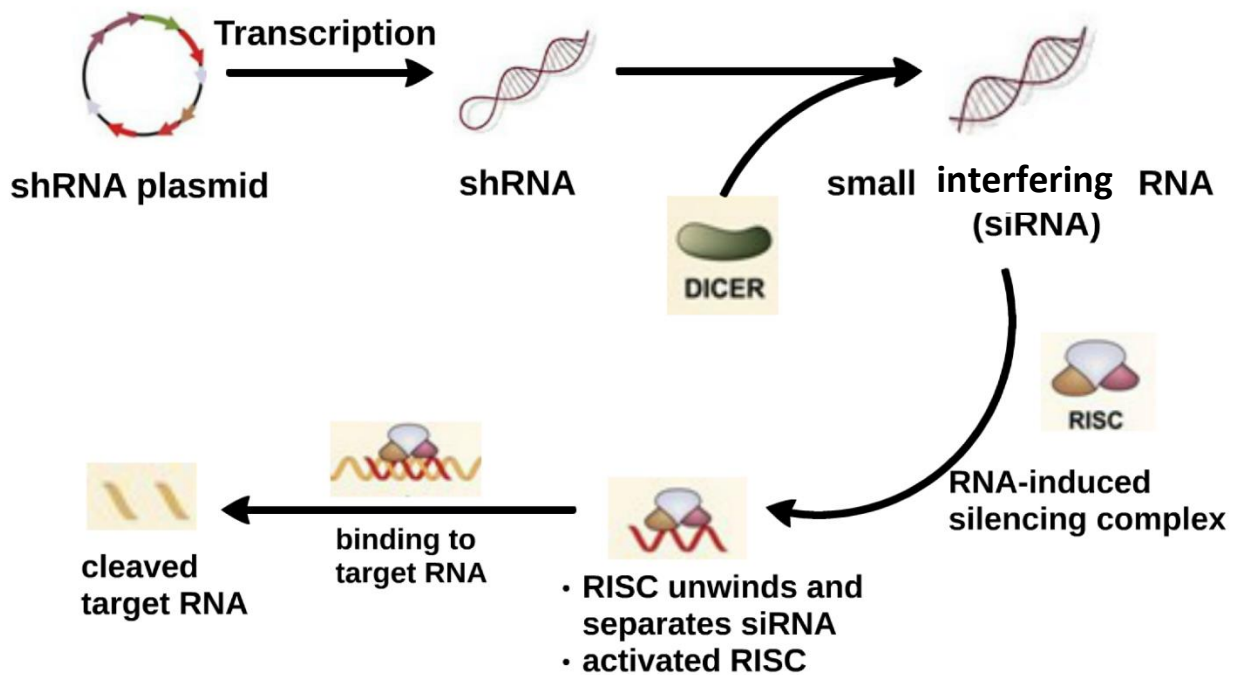 Transcription
shRNA plasmid
shRNA
DICER
small interfering RNA
(siRNA)
RISC
RNA-induced
silencing complex
· RISC unwinds and
separates siRNA
· activated RISC
binding to
target RNA
cleaved
target RNA